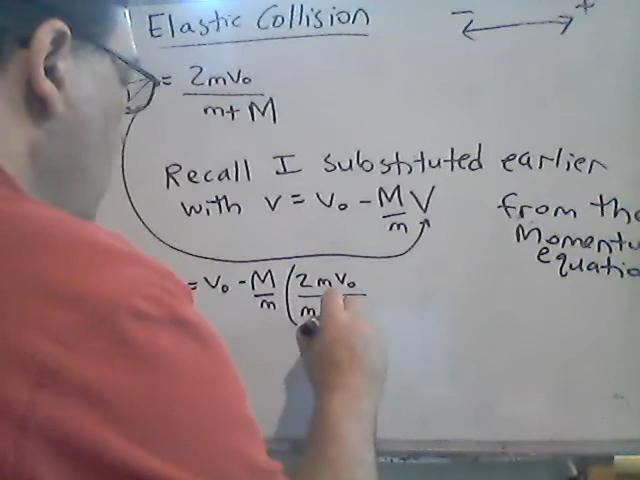 Elastic Collision
- +
= 2mv₀
m+M
Recall I substituted earlier
with v = v₀ - M/m V
from the
Momentu
equatio
= v₀ - M/m (2mv₀
m